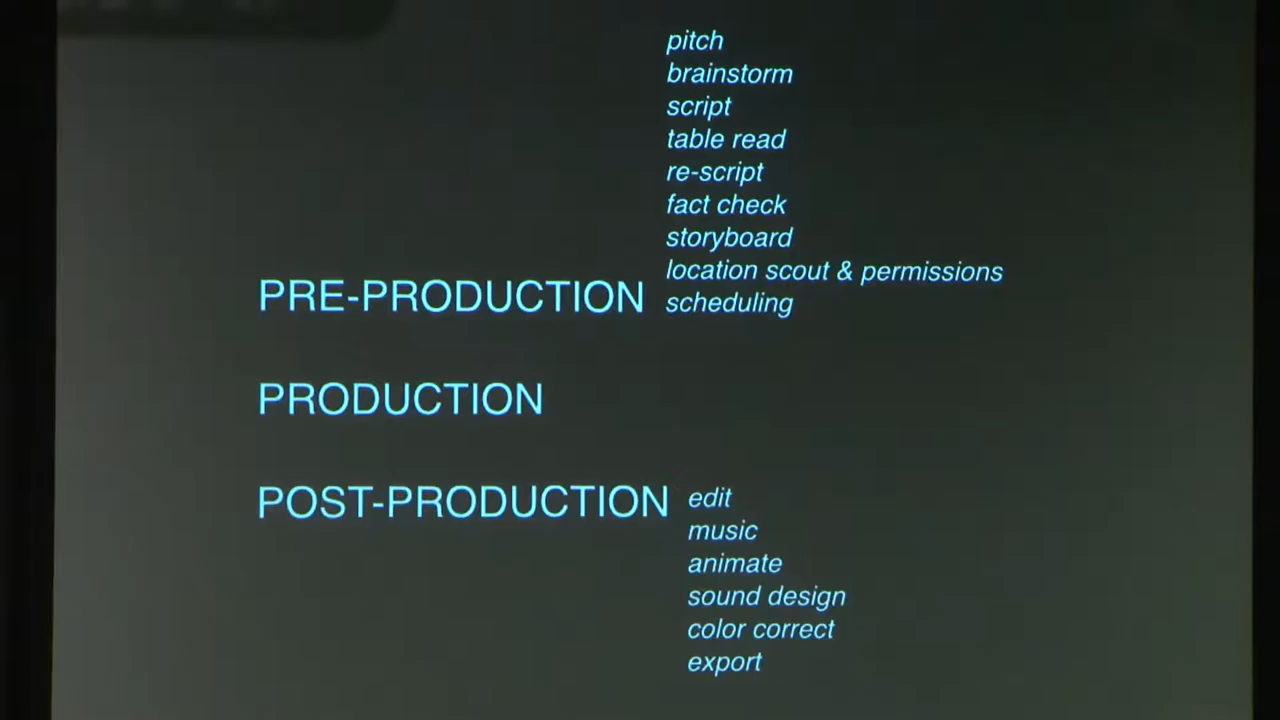 pitch
brainstorm
script
table read
re-script
fact check
storyboard
location scout & permissions
PRE-PRODUCTION scheduling
PRODUCTION
POST-PRODUCTION edit
music
animate
sound design
color correct
export